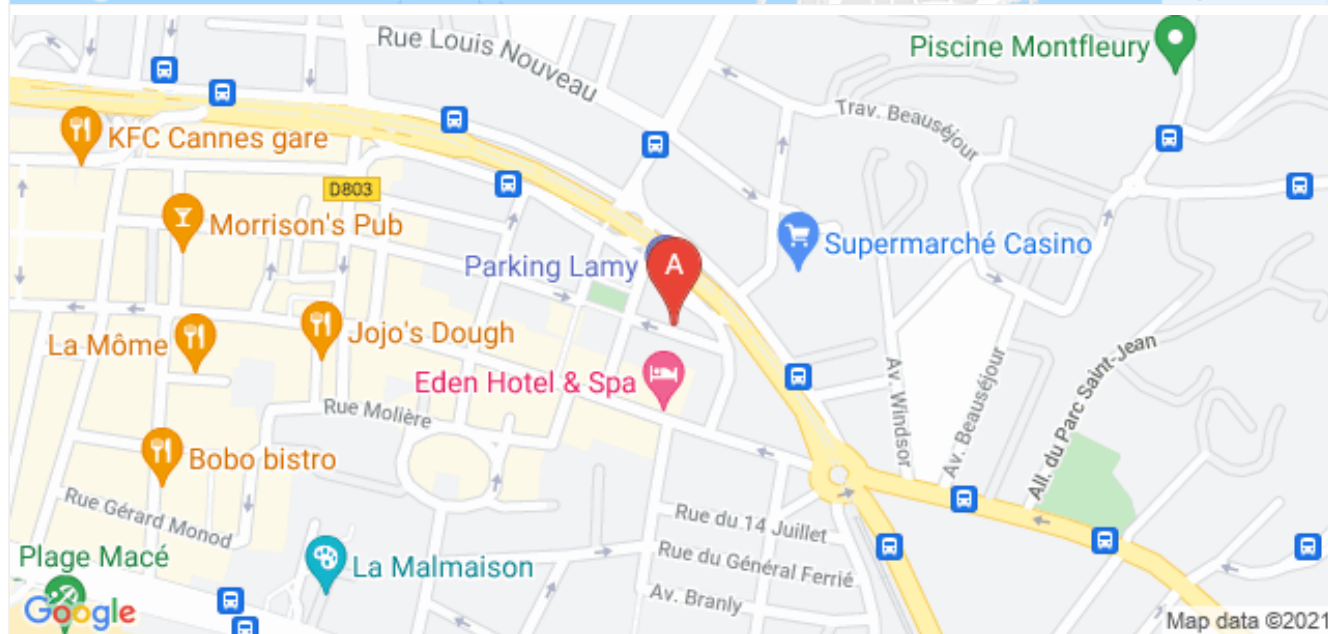 Rue Louis Nouveau
Piscine Montfleury
Trav. Beauséjour
KFC Cannes gare
D803
Morrison's Pub
Supermarché Casino
Parking Lamy
A
Jojo's Dough
La Môme
Eden Hotel & Spa
Av. Windsor
Av. Beauséjour
All. du Parc Saint-Jean
Rue Molière
Bobo bistro
Rue Gérard Monod
Rue du 14 Juillet
Rue du Général Ferrié
Plage Macé
La Malmaison
Av. Branly
Google
Map data ©2021